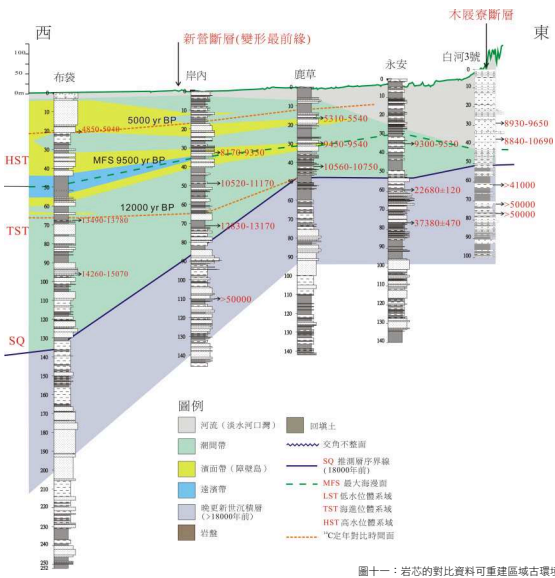 西
新營斷層(變形最前緣)
木屐寮斷層
東
布袋
岸內
鹿草
永安
白河3號
100
50
0m
5000 yr BP
4850-5040
HST
MFS 9500 yr BP
8170-9350
5310-5540
9450-9540
9300-9520
8930-9650
8840-10690
12000 yr BP
10520-11170
10560-10750
22680±120
>41000
TST
13490-13780
12830-13170
37380±470
>50000
>50000
14260-15070
>50000
SQ
圖例
河流 (淡水河口灣)
回填土
潮間帶
交角不整面
濱面帶 (障壁島)
SQ 推測層序界線
(18000年前)
遠濱帶
MFS 最大海漫面
晚更新世沉積層
(>18000年前)
LST 低水位體系域
TST 海進位體系域
岩盤
HST 高水位體系域
¹⁴C定年對比時間面
圖十一：岩芯的對比資料可重建區域古環境